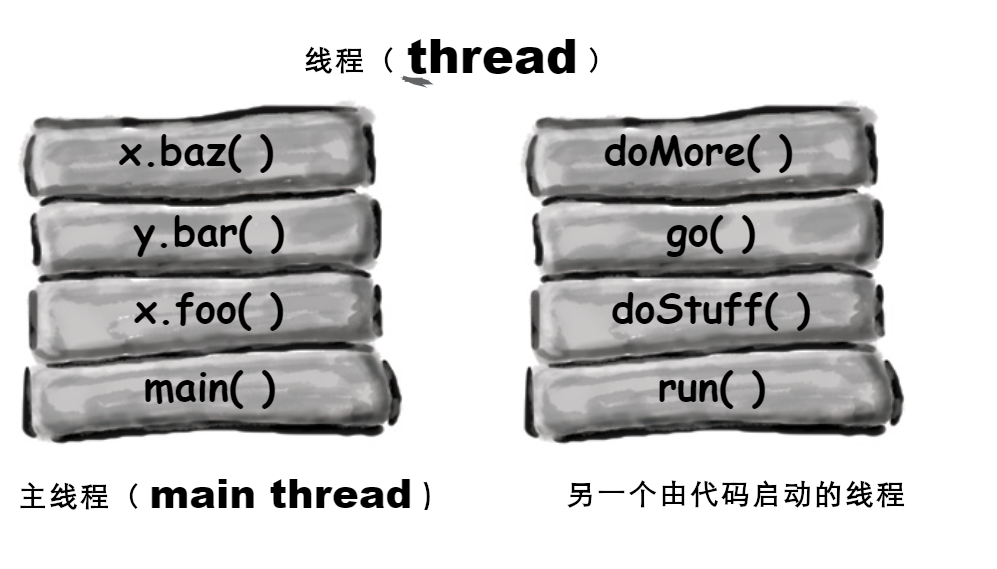 线程（thread）
x.baz( )
y.bar( )
x.foo( )
main( )
主线程（main thread)
doMore( )
go( )
doStuff( )
run( )
另一个由代码启动的线程